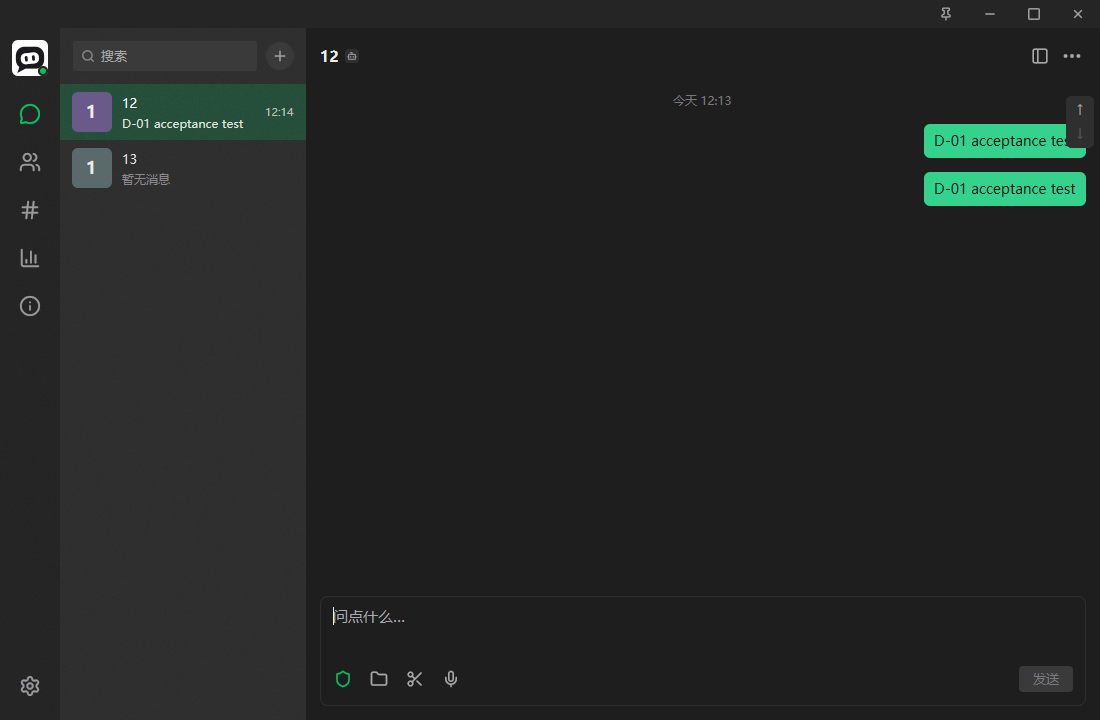 搜索
1
12
12:14
D-01 acceptance test
1
13
暂无消息
12
今天 12:13
↑
↓
D-01 acceptance tes
D-01 acceptance test
问点什么...
发送